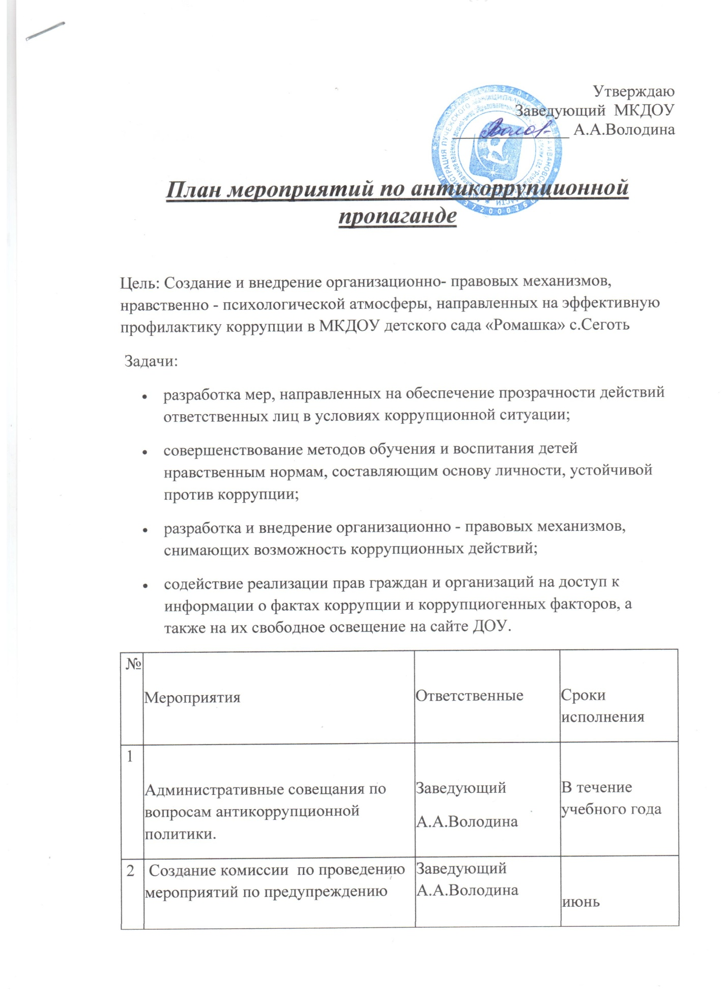 Утверждаю
Заведующий  МКДОУ
______________ А.А.Володина
План мероприятий по антикоррупционной
пропаганде
Цель: Создание и внедрение организационно- правовых механизмов,
нравственно - психологической атмосферы, направленных на эффективную
профилактику коррупции в МКДОУ детского сада «Ромашка» с.Сеготь
Задачи:
• разработка мер, направленных на обеспечение прозрачности действий
ответственных лиц в условиях коррупционной ситуации;
• совершенствование методов обучения и воспитания детей
нравственным нормам, составляющим основу личности, устойчивой
против коррупции;
• разработка и внедрение организационно - правовых механизмов,
снимающих возможность коррупционных действий;
• содействие реализации прав граждан и организаций на доступ к
информации о фактах коррупции и коррупциогенных факторов, а
также на их свободное освещение на сайте ДОУ.
№
Мероприятия
Ответственные
Сроки
исполнения
1
Административные совещания по
вопросам антикоррупционной
политики.
Заведующий
А.А.Володина
В течение
учебного года
2
Создание комиссии  по проведению
мероприятий по предупреждению
Заведующий
А.А.Володина
июнь